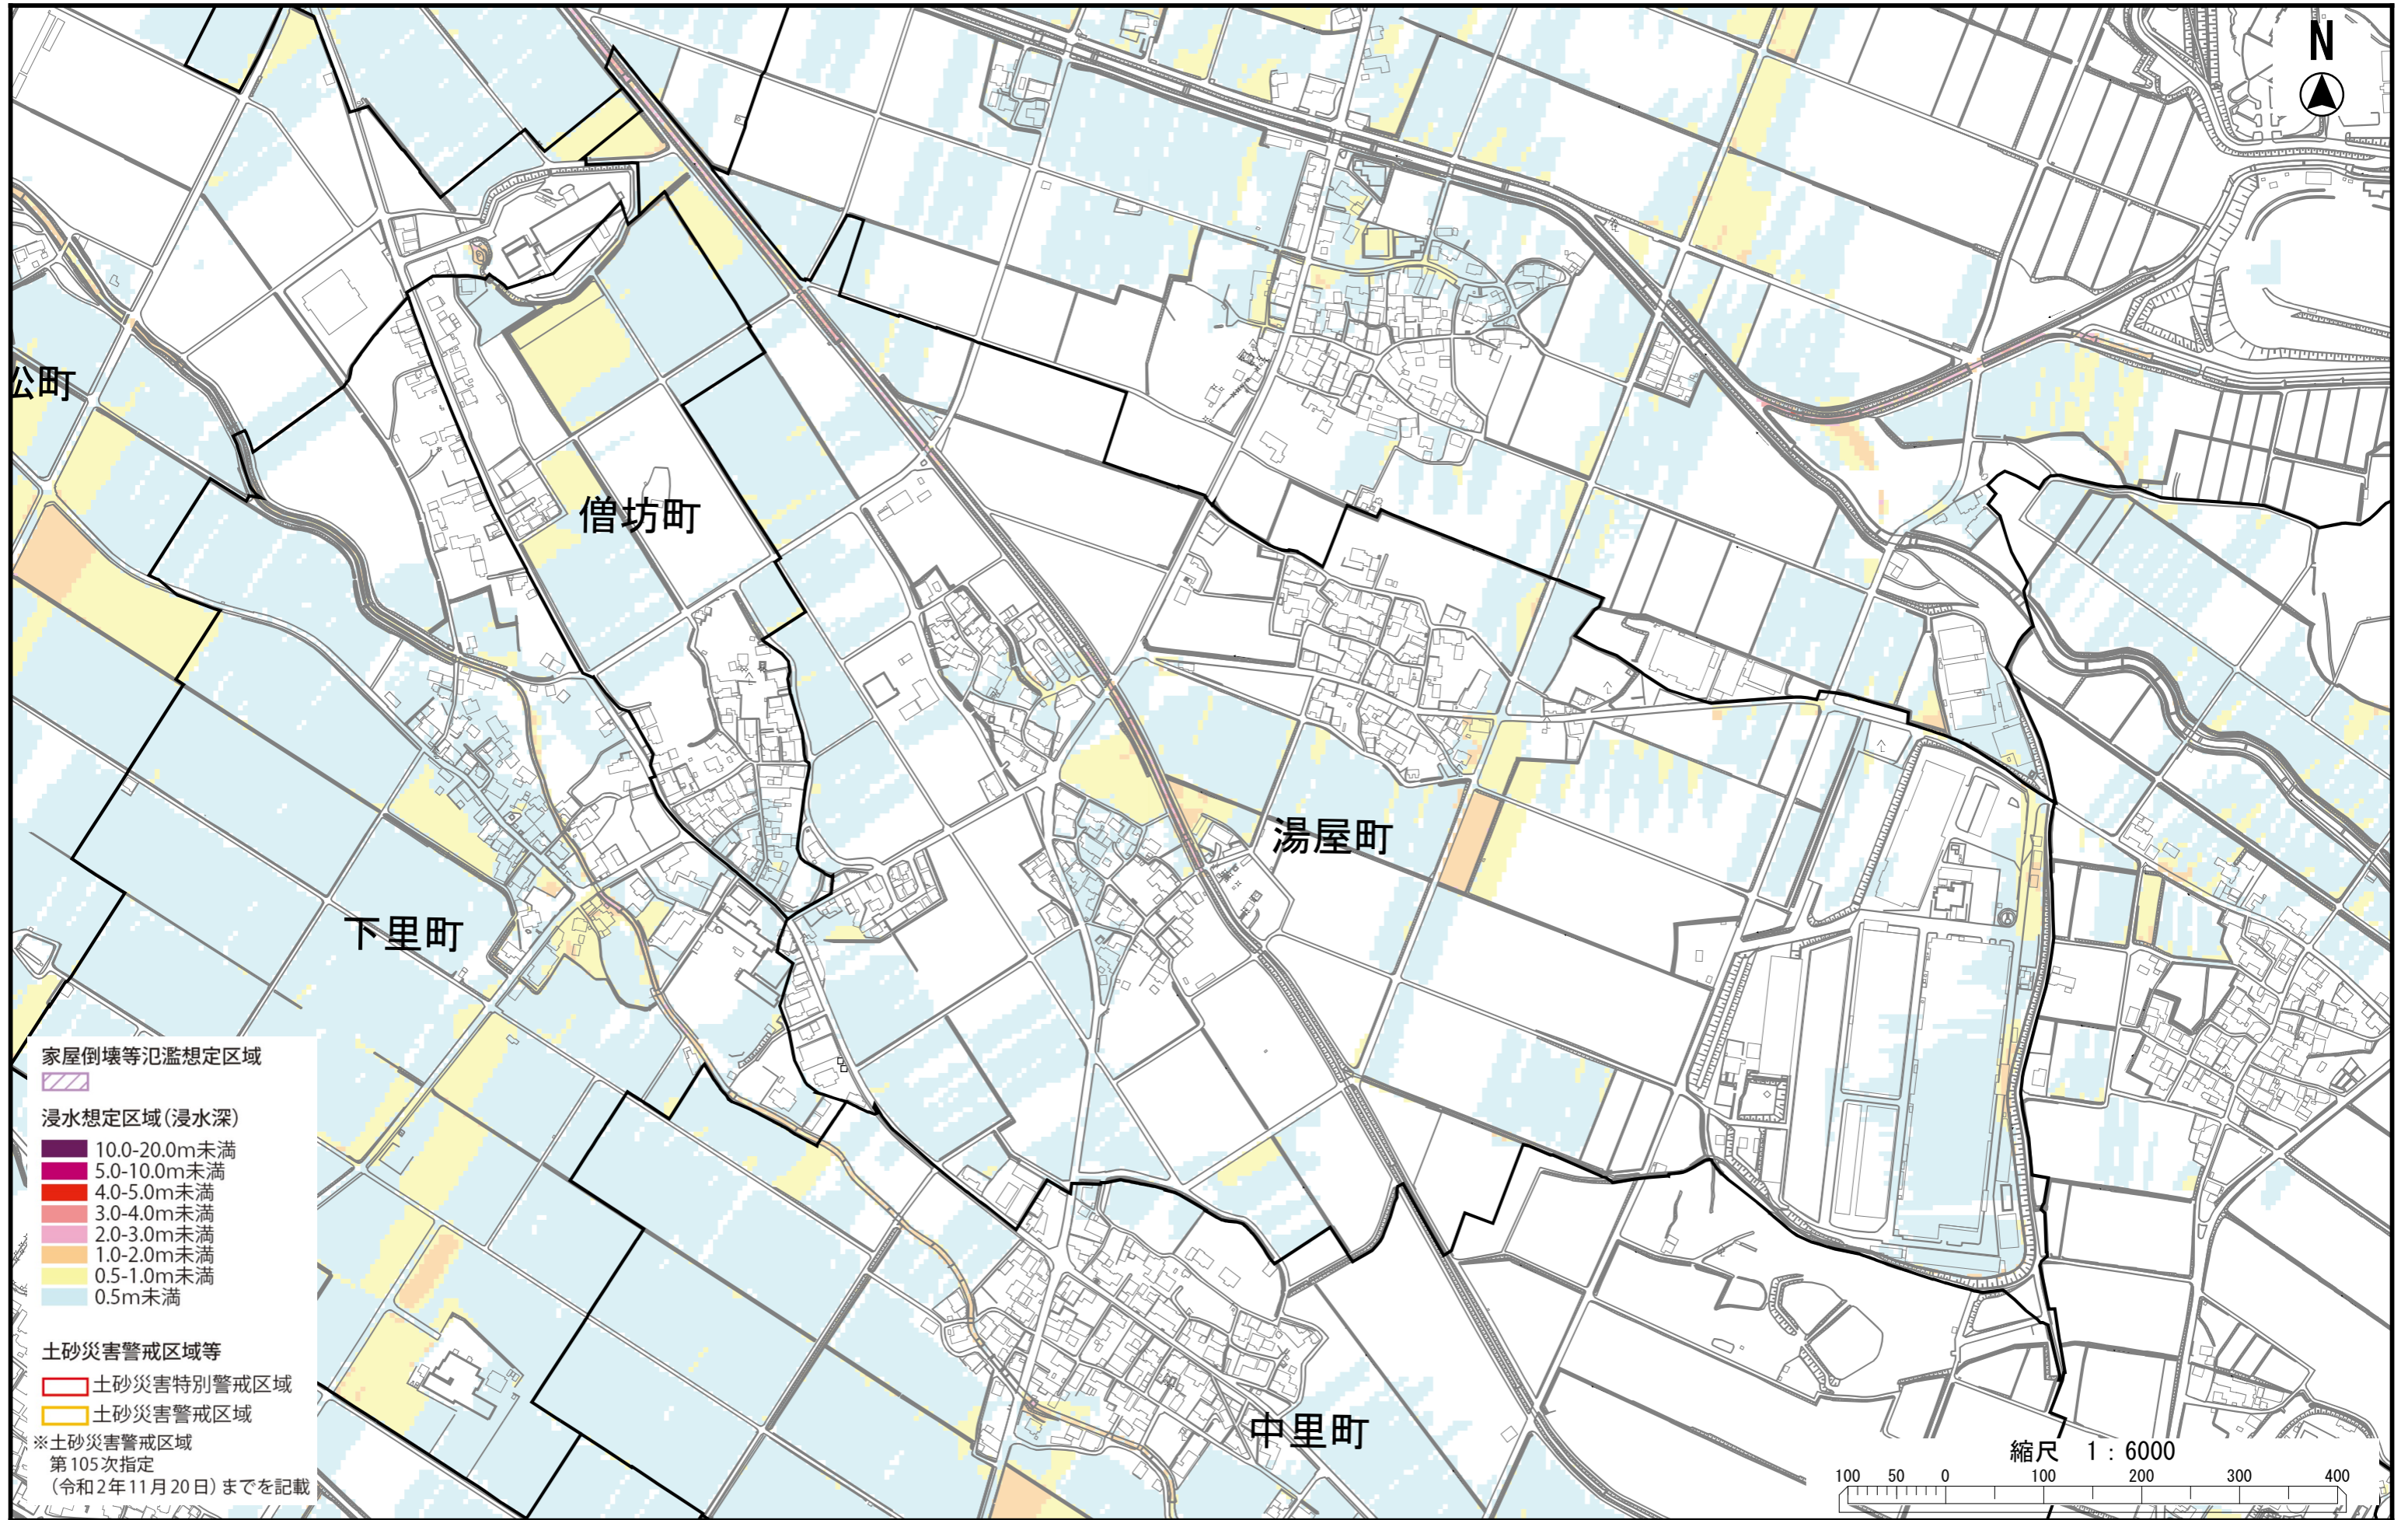 N
松町
僧坊町
湯屋町
下里町
中里町
家屋倒壊等氾濫想定区域
浸水想定区域(浸水深)
10.0-20.0m未満
5.0-10.0m未満
4.0-5.0m未満
3.0-4.0m未満
2.0-3.0m未満
1.0-2.0m未満
0.5-1.0m未満
0.5m未満
土砂災害警戒区域等
土砂災害特別警戒区域
土砂災害警戒区域
※土砂災害警戒区域
第105次指定
(令和2年11月20日)までを記載
縮尺 1:6000
100 50 0 100 200 300 400